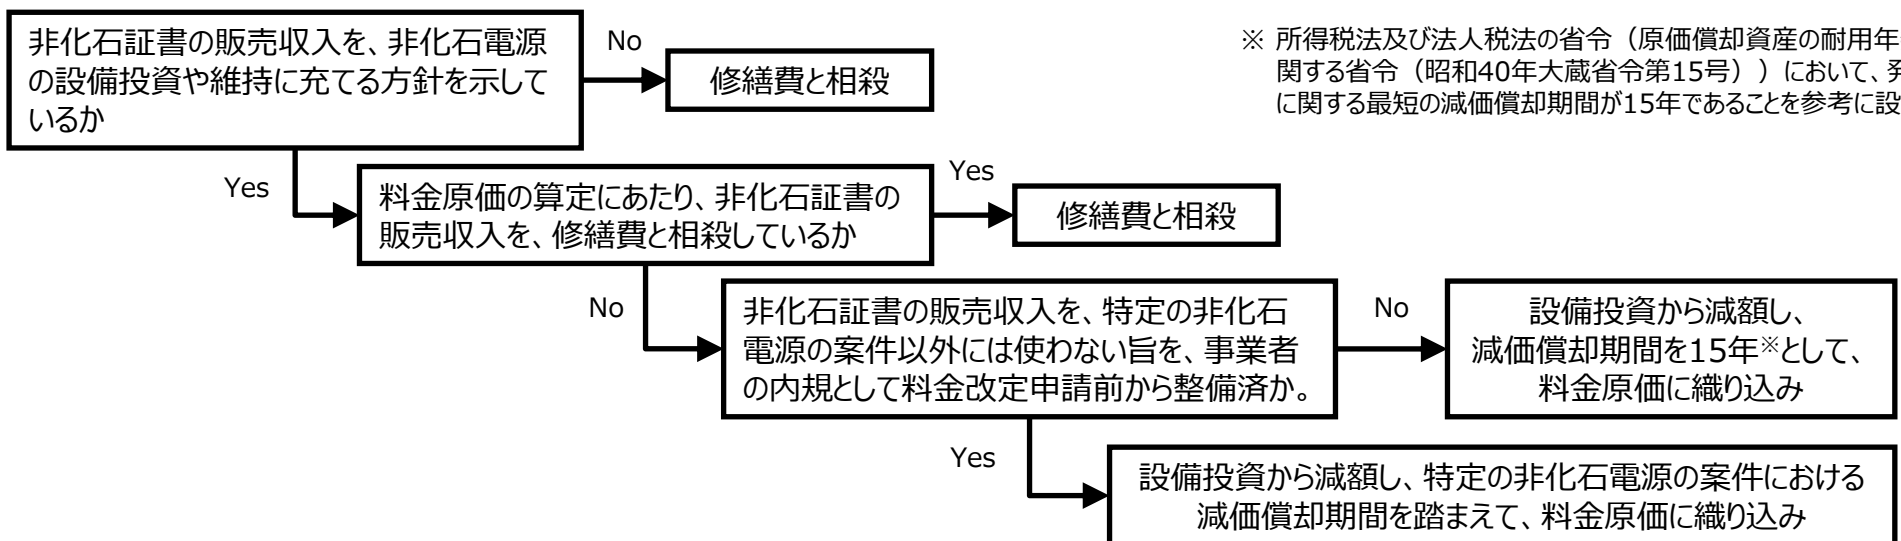 非化石証書の販売収入を、非化石電源
の設備投資や維持に充てる方針を示して
いるか
No
修繕費と相殺
※ 所得税法及び法人税法の省令（原価償却資産の耐用年
関する省令（昭和40年大蔵省令第15号））において、発
に関する最短の減価償却期間が15年であることを参考に設
Yes
料金原価の算定にあたり、非化石証書の
販売収入を、修繕費と相殺しているか
Yes
修繕費と相殺
No
非化石証書の販売収入を、特定の非化石
電源の案件以外には使わない旨を、事業者
の内規として料金改定申請前から整備済か。
No
設備投資から減額し、
減価償却期間を15年※として、
料金原価に織り込み
Yes
設備投資から減額し、特定の非化石電源の案件における
減価償却期間を踏まえて、料金原価に織り込み